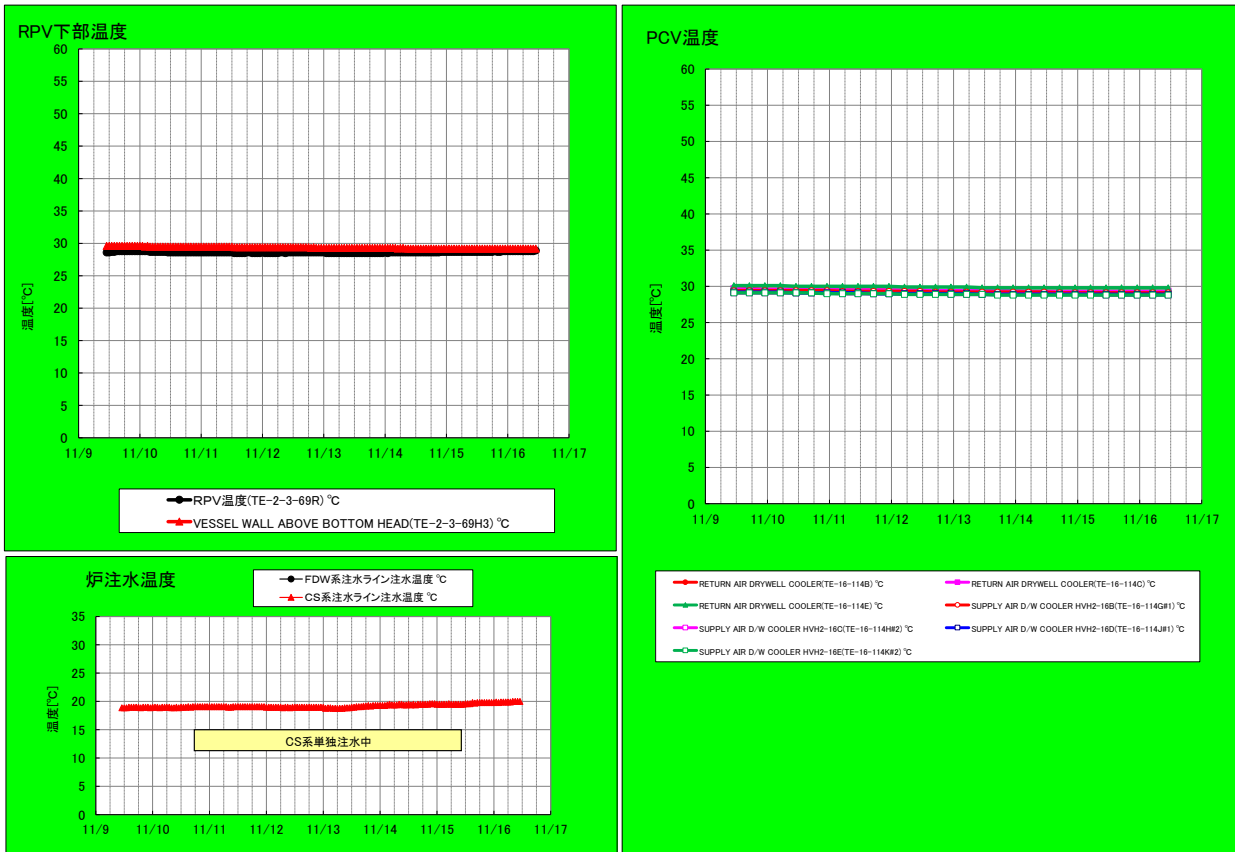 RPV下部温度
60
55
50
45
40
35
30
25
20
15
10
5
0
温度[℃]
11/9 11/10 11/11 11/12 11/13 11/14 11/15 11/16 11/17
RPV温度(TE-2-3-69R) ℃
VESSEL WALL ABOVE BOTTOM HEAD(TE-2-3-69H3) ℃
炉注水温度
FDW系注水ライン注水温度 ℃
CS系注水ライン注水温度 ℃
35
30
25
20
15
10
5
0
温度[℃]
CS系単独注水中
11/9 11/10 11/11 11/12 11/13 11/14 11/15 11/16 11/17
PCV温度
60
55
50
45
40
35
30
25
20
15
10
5
0
温度[℃]
11/9 11/10 11/11 11/12 11/13 11/14 11/15 11/16 11/17
RETURN AIR DRYWELL COOLER(TE-16-114B) ℃
RETURN AIR DRYWELL COOLER(TE-16-114C) ℃
RETURN AIR DRYWELL COOLER(TE-16-114E) ℃
SUPPLY AIR D/W COOLER HVH2-16B(TE-16-114G#1) ℃
SUPPLY AIR D/W COOLER HVH2-16C(TE-16-114H#2) ℃
SUPPLY AIR D/W COOLER HVH2-16D(TE-16-114J#1) ℃
SUPPLY AIR D/W COOLER HVH2-16E(TE-16-114K#2) ℃